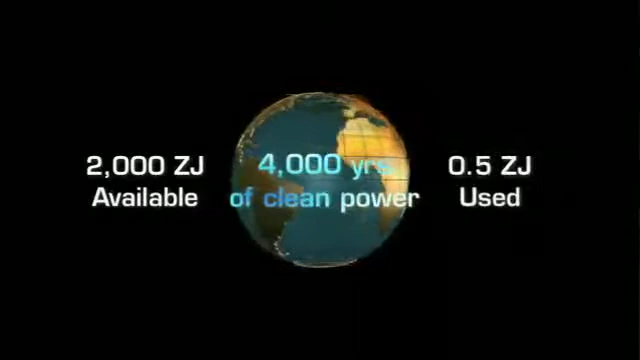 2,000 ZJ
Available
4,000 yrs.
of clean power
0.5 ZJ
Used